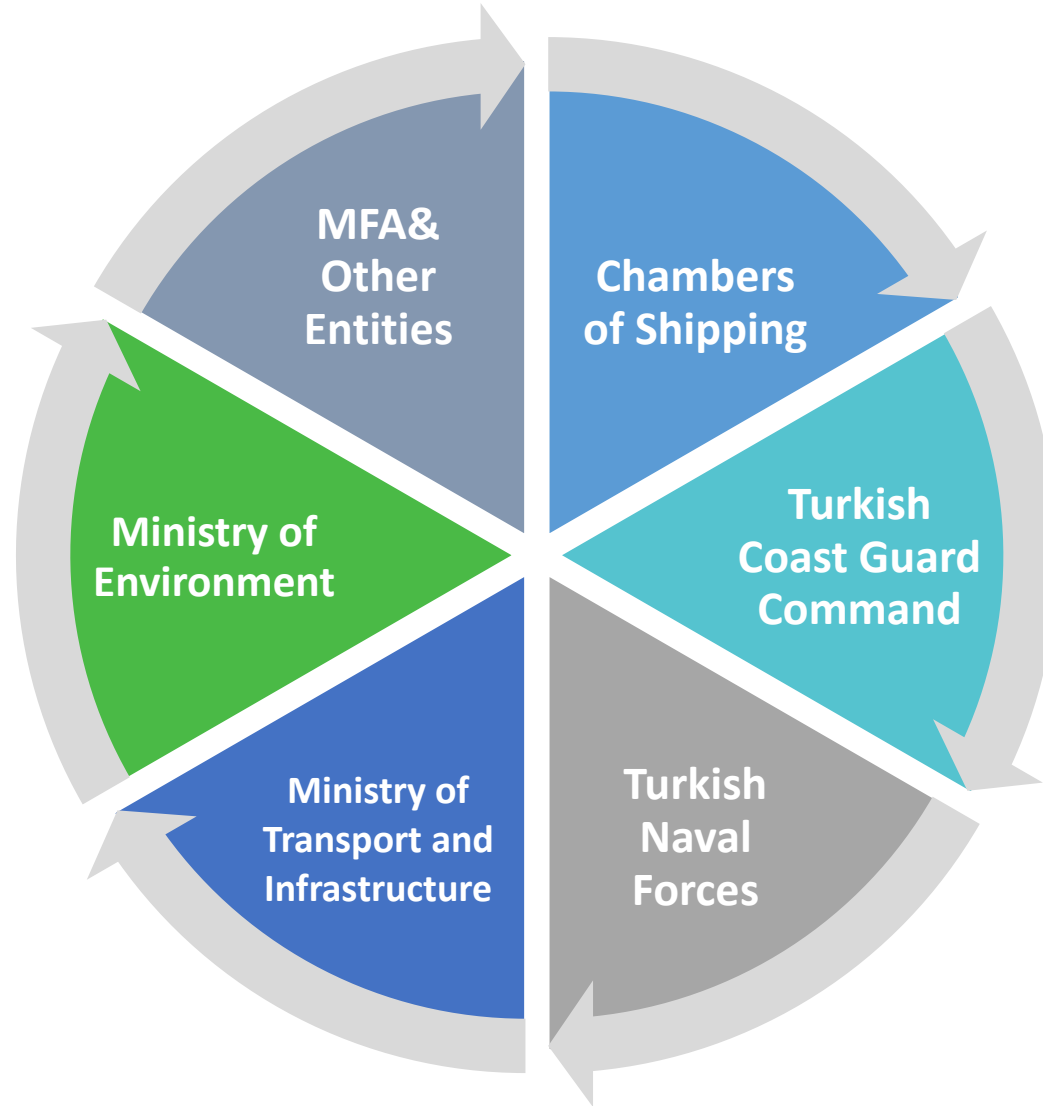 MFA&
Other
Entities
Chambers
of Shipping
Turkish
Coast Guard
Command
Turkish
Naval
Forces
Ministry of
Transport and
Infrastructure
Ministry of
Environment